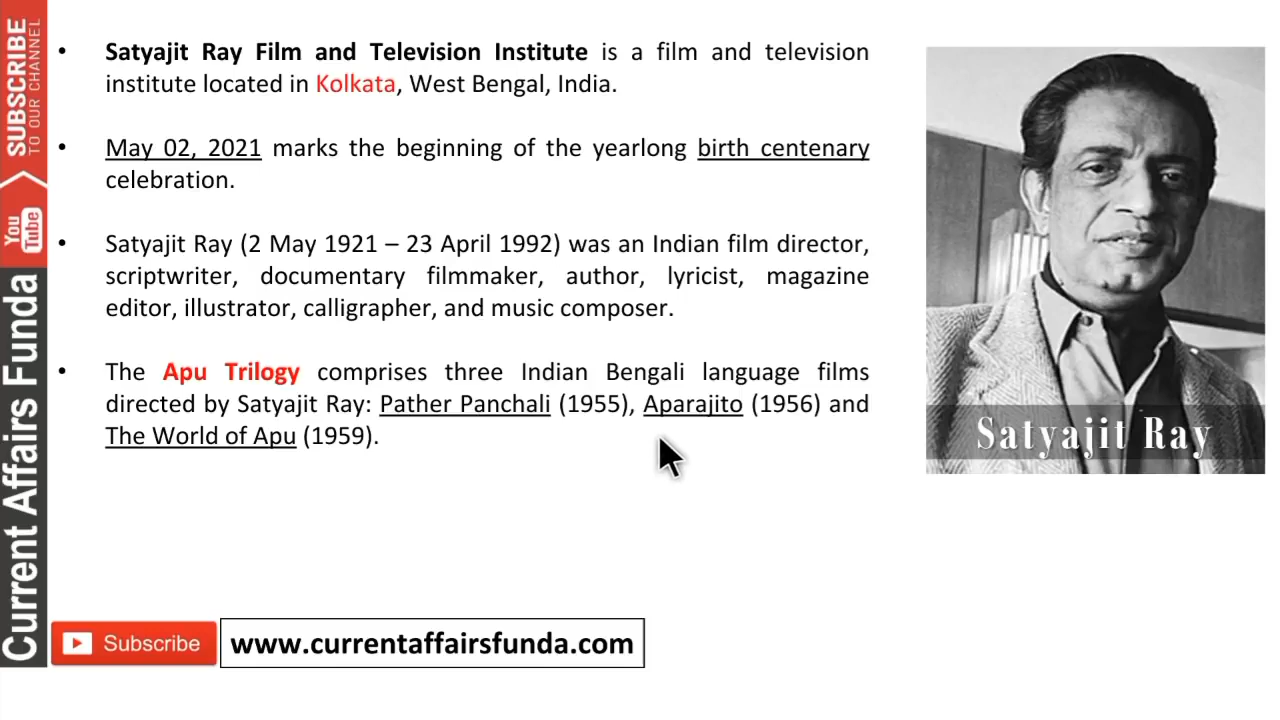 SUBSCRIBE
TO OUR CHANNEL
You
Tube
Current Affairs Funda
• Satyajit Ray Film and Television Institute is a film and television
institute located in Kolkata, West Bengal, India.
• May 02, 2021 marks the beginning of the yearlong birth centenary
celebration.
• Satyajit Ray (2 May 1921 – 23 April 1992) was an Indian film director,
scriptwriter, documentary filmmaker, author, lyricist, magazine
editor, illustrator, calligrapher, and music composer.
• The Apu Trilogy comprises three Indian Bengali language films
directed by Satyajit Ray: Pather Panchali (1955), Aparajito (1956) and
The World of Apu (1959).
Satyajit Ray
Subscribe
www.currentaffairsfunda.com